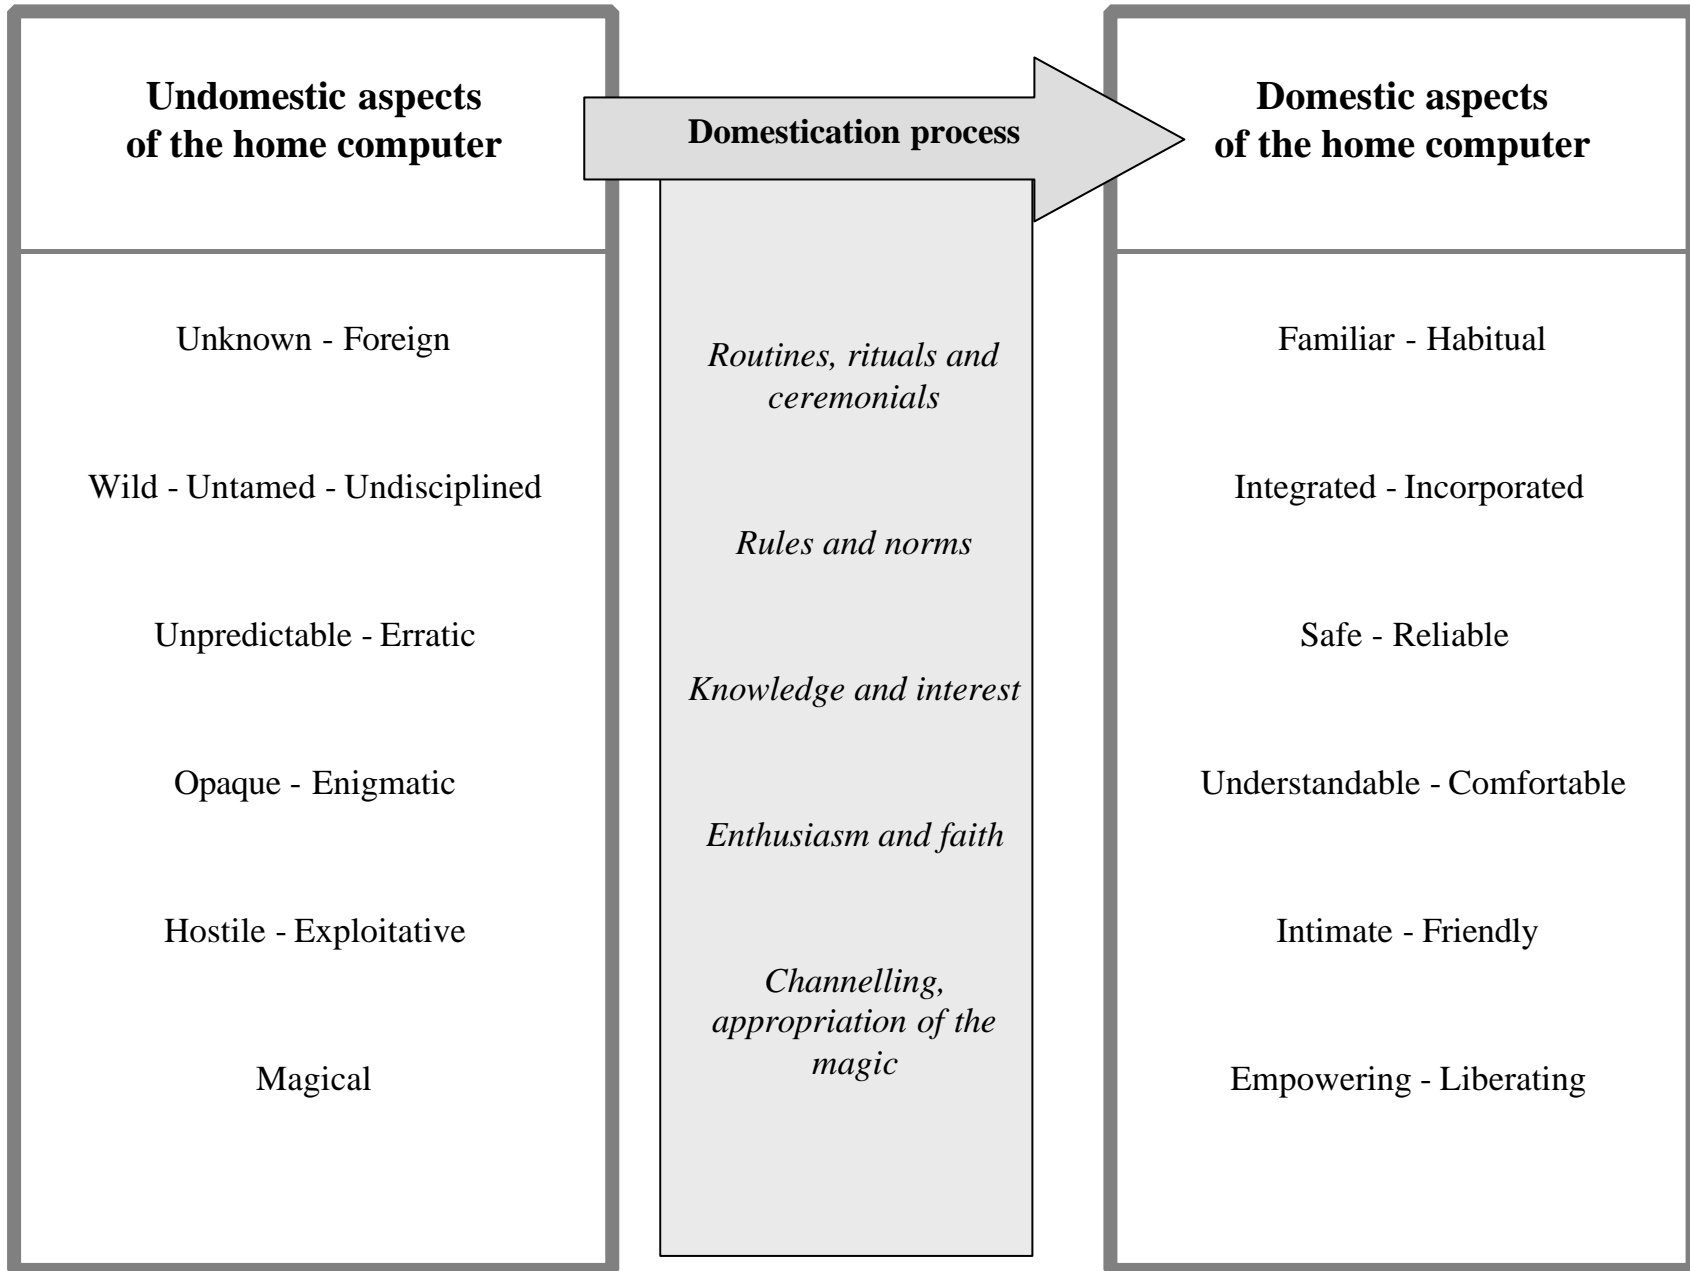 Undomestic aspects
of the home computer
Unknown - Foreign
Wild - Untamed - Undisciplined
Unpredictable - Erratic
Opaque - Enigmatic
Hostile - Exploitative
Magical
Domestication process
Routines, rituals and
ceremonials
Rules and norms
Knowledge and interest
Enthusiasm and faith
Channelling,
appropriation of the
magic
Domestic aspects
of the home computer
Familiar - Habitual
Integrated - Incorporated
Safe - Reliable
Understandable - Comfortable
Intimate - Friendly
Empowering - Liberating